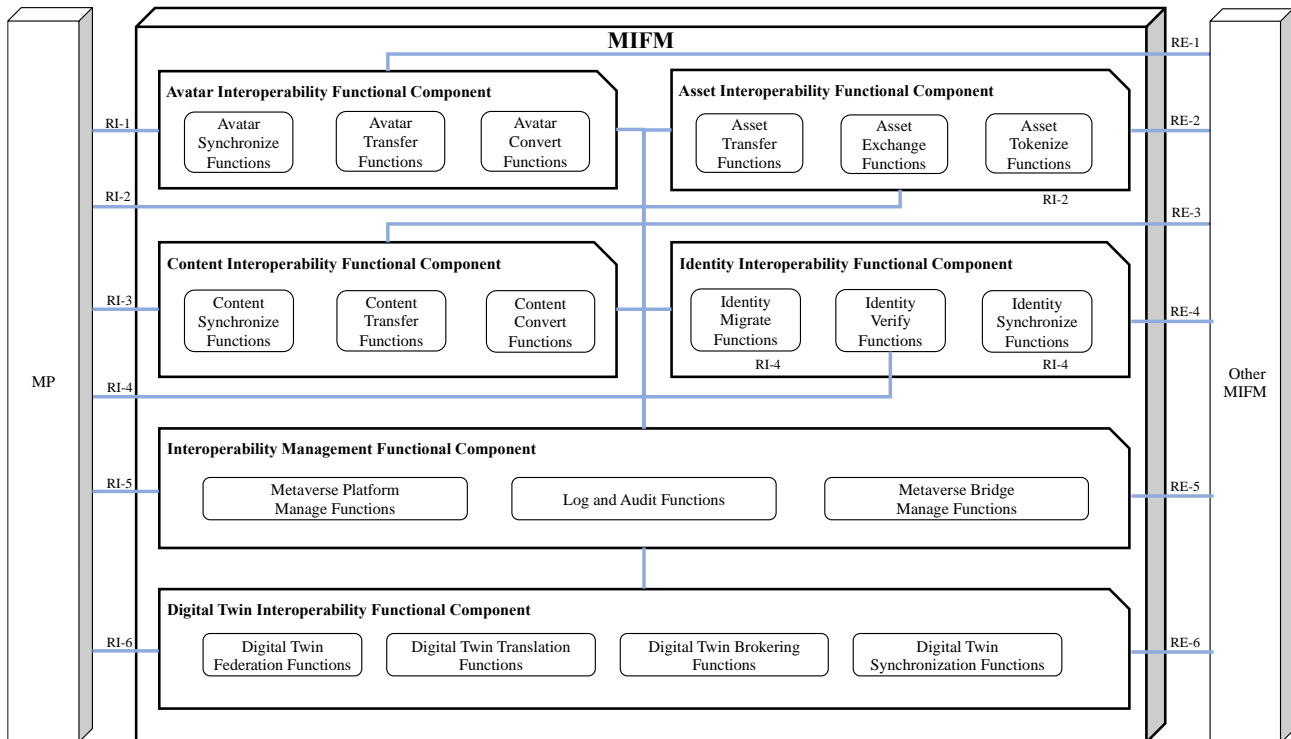 MIFM
RE-1
Avatar Interoperability Functional Component
Asset Interoperability Functional Component
RI-1
Avatar
Synchronize
Functions
Avatar
Transfer
Functions
Avatar
Convert
Functions
Asset
Transfer
Functions
Asset
Exchange
Functions
Asset
Tokenize
Functions
RE-2
RI-2
RI-2
RE-3
Content Interoperability Functional Component
Identity Interoperability Functional Component
RI-3
Content
Synchronize
Functions
Content
Transfer
Functions
Content
Convert
Functions
Identity
Migrate
Functions
Identity
Verify
Functions
Identity
Synchronize
Functions
RE-4
RI-4
RI-4
MP
RI-4
Other
MIFM
Interoperability Management Functional Component
RI-5
Metaverse Platform
Manage Functions
Log and Audit Functions
Metaverse Bridge
Manage Functions
RE-5
Digital Twin Interoperability Functional Component
RI-6
Digital Twin
Federation Functions
Digital Twin Translation
Functions
Digital Twin Brokering
Functions
Digital Twin
Synchronization Functions
RE-6